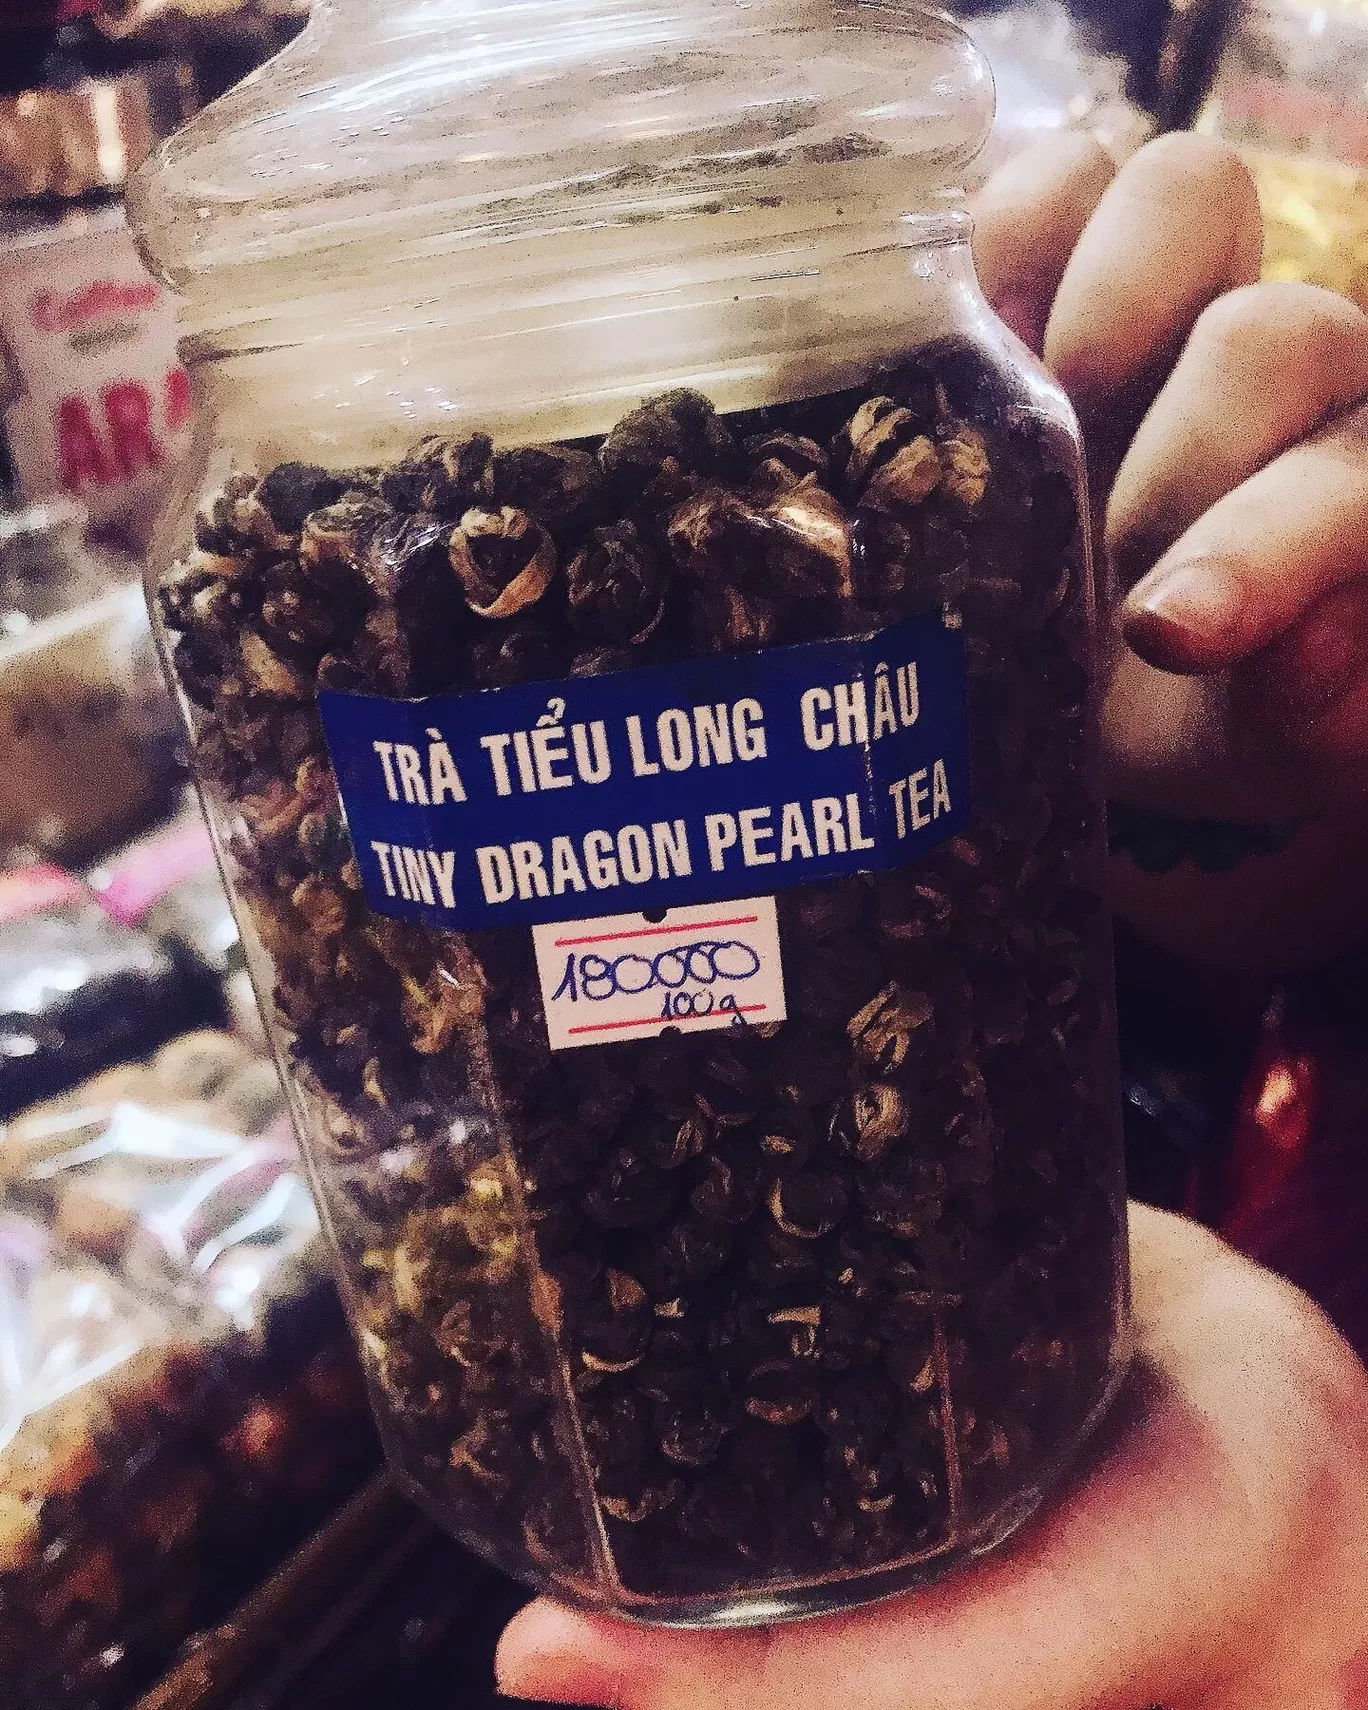 TRÀ TIỂU LONG CHÂU
TINY DRAGON PEARL TEA
180000
100g